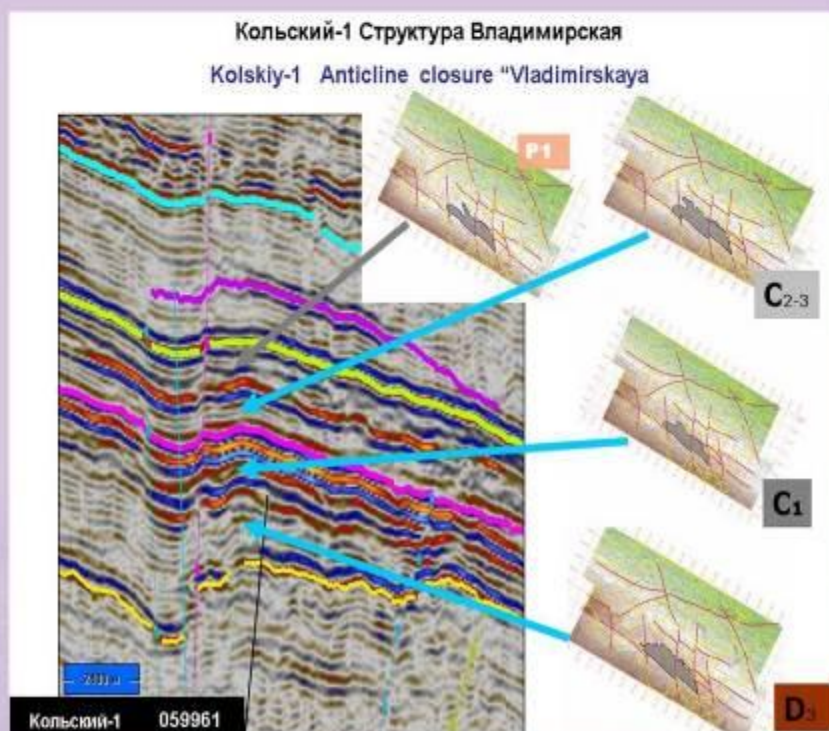 Кольский-1 Структура Владимирская
Kolskiy-1 Anticline closure “Vladimirskaya
P1
C2-3
C1
D3
Кольский-1 059961